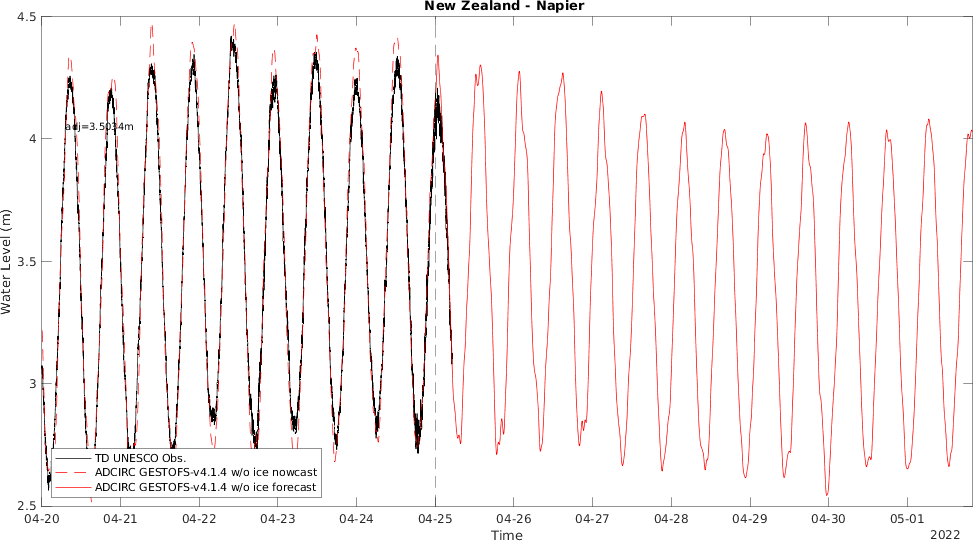 New Zealand - Napier
4.5
4
3.5
3
2.5
Water Level (m)
adj=3.5034m
TD UNESCO Obs.
ADCIRC GESTOFS-v4.1.4 w/o ice nowcast
ADCIRC GESTOFS-v4.1.4 w/o ice forecast
04-20 04-21 04-22 04-23 04-24 04-25 04-26 04-27 04-28 04-29 04-30 05-01
Time
2022